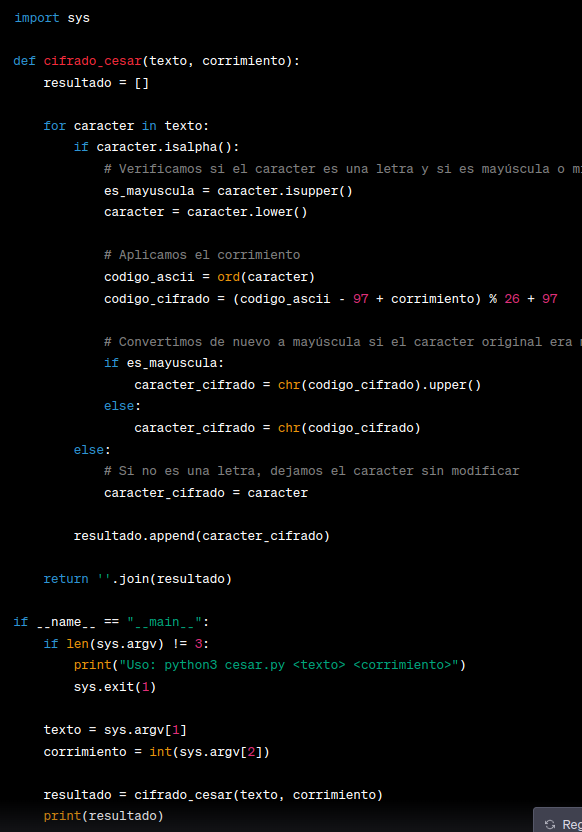 import sys
def cifrado_cesar(texto, corrimiento):
    resultado = []
    for caracter in texto:
        if caracter.isalpha():
            # Verificamos si el caracter es una letra y si es mayúscula o
            es_mayuscula = caracter.isupper()
            caracter = caracter.lower()
            # Aplicamos el corrimiento
            codigo_ascii = ord(caracter)
            codigo_cifrado = (codigo_ascii - 97 + corrimiento) % 26 + 97
            # Convertimos de nuevo a mayúscula si el caracter original era
            if es_mayuscula:
                caracter_cifrado = chr(codigo_cifrado).upper()
            else:
                caracter_cifrado = chr(codigo_cifrado)
        else:
            # Si no es una letra, dejamos el caracter sin modificar
            caracter_cifrado = caracter
        resultado.append(caracter_cifrado)
    return ''.join(resultado)
if __name__ == "__main__":
    if len(sys.argv) != 3:
        print("Uso: python3 cesar.py <texto> <corrimiento>")
        sys.exit(1)
    texto = sys.argv[1]
    corrimiento = int(sys.argv[2])
    resultado = cifrado_cesar(texto, corrimiento)
    print(resultado)